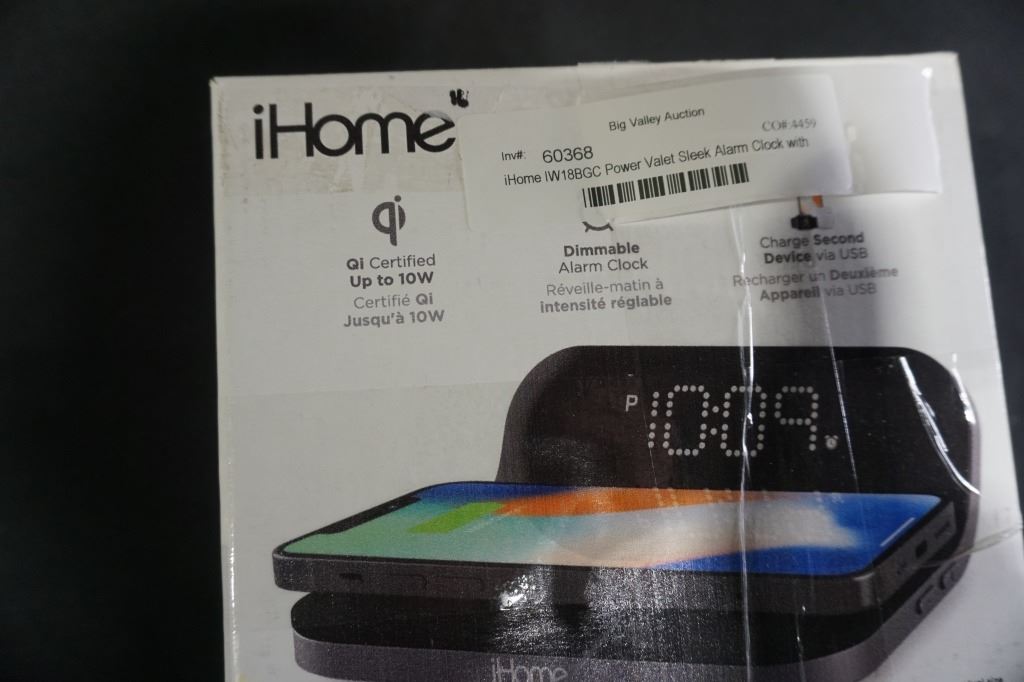 iHome
16
Big Valley Auction
CO#:4459
Inv#: 60368
iHome IW18BGC Power Valet Sleek Alarm Clock with
qi
Qi Certified
Up to 10W
Certifié Qi
Jusqu'à 10W
Dimmable
Alarm Clock
Réveille-matin à
intensité réglable
Charge Second
Device via USB
Recharger un Deuxième
Appareil via USB
P 10:09
iHome